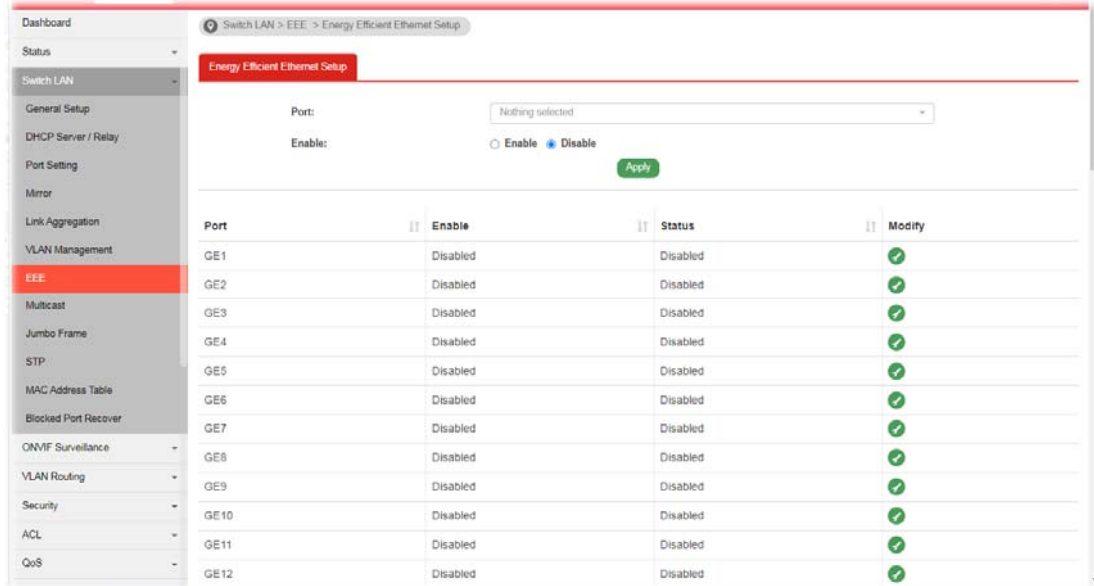 Dashboard
Status
Switch LAN
General Setup
DHCP Server / Relay
Port Setting
Mirror
Link Aggregation
VLAN Management
EEE
Multicast
Jumbo Frame
STP
MAC Address Table
Blocked Port Recover
ONVIF Surveillance
VLAN Routing
Security
ACL
QoS
Switch LAN > EEE > Energy Efficient Ethernet Setup
Energy Efficient Ethernet Setup
Port: Nothing selected
Enable: Enable Disable
Apply
Port Enable Status Modify
GE1 Disabled Disabled
GE2 Disabled Disabled
GE3 Disabled Disabled
GE4 Disabled Disabled
GE5 Disabled Disabled
GE6 Disabled Disabled
GE7 Disabled Disabled
GE8 Disabled Disabled
GE9 Disabled Disabled
GE10 Disabled Disabled
GE11 Disabled Disabled
GE12 Disabled Disabled